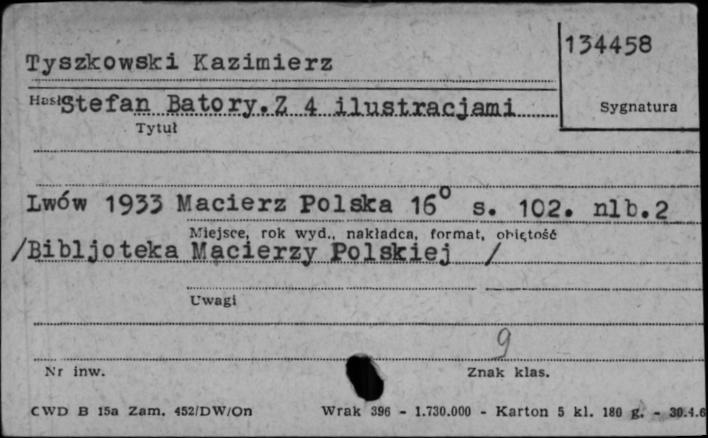 134458
Tyszkowski Kazimierz
Hasło Stefan Batory. Z 4 ilustracjami
Sygnatura
Tytuł
Lwów 1933 Macierz Polska 16° s. 102. nlb.2
Miejsce, rok wyd., nakładca, format, objętość
/Bibljoteka Macierzy Polskiej /
Uwagi
9
Nr inw.
Znak klas.
CWD B 15a Zam. 452/DW/On Wrak 396 - 1.730.000 - Karton 5 kl. 180 g. - 30.4.6